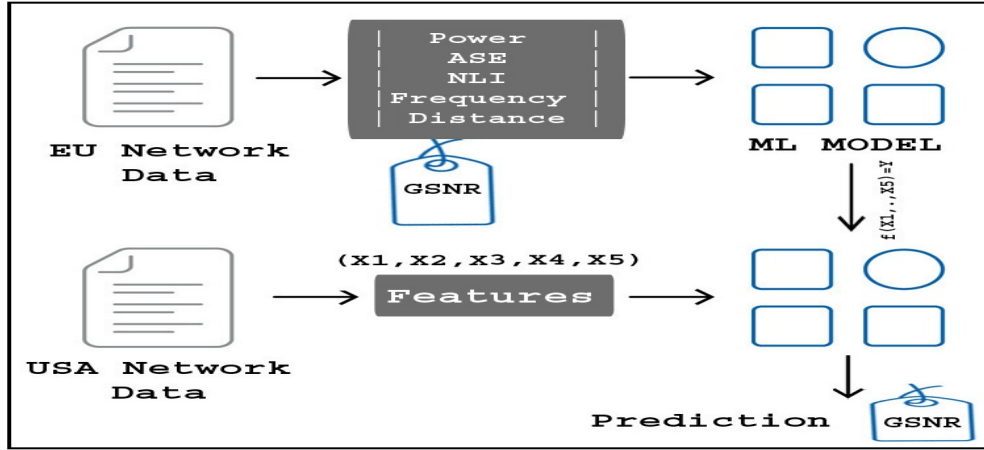 | Power |
| ASE |
| NLI |
|Frequency |
| Distance |
EU Network
Data
GSNR
ML MODEL
f(X1,.,X5)=Y
(X1,X2,X3,X4,X5)
Features
USA Network
Data
Prediction
GSNR